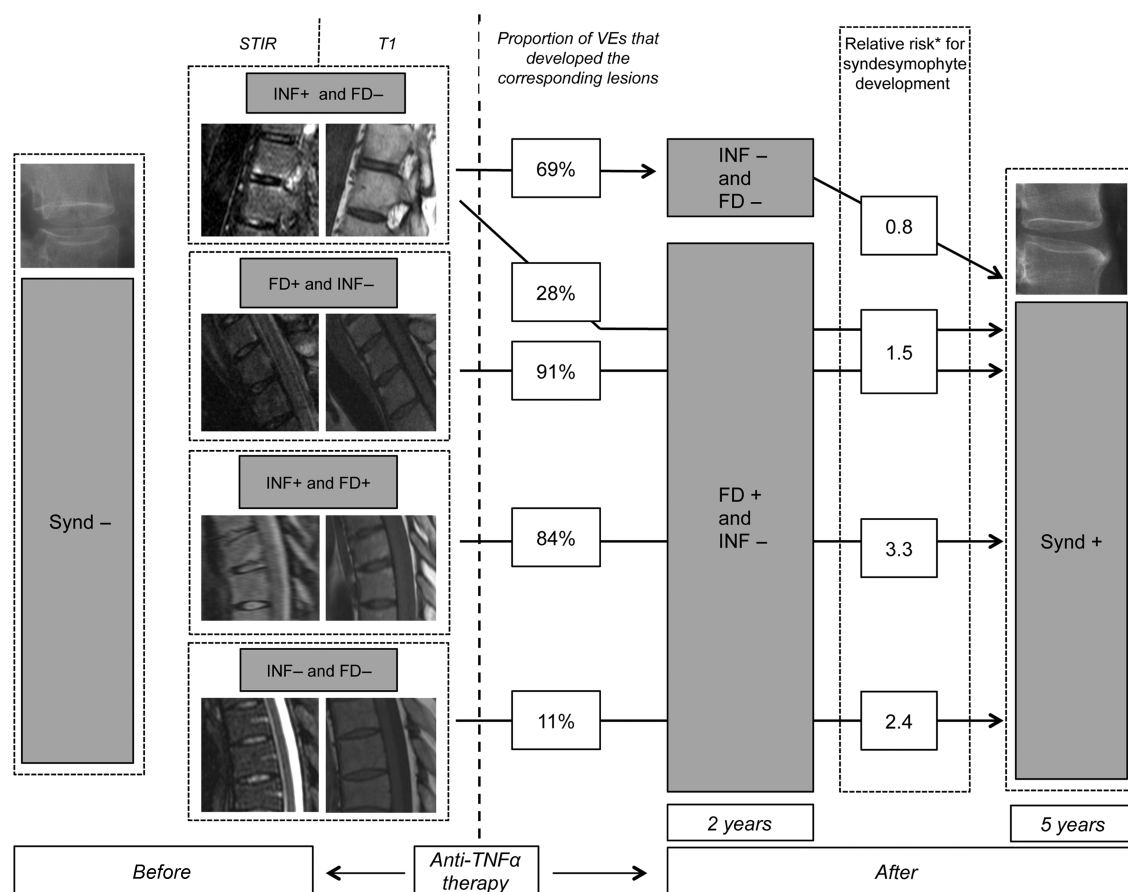 STIR
T1
Proportion of VEs that
developed the
corresponding lesions
Relative risk* for
syndesymophyte
development
INF+ and FD–
69%
INF –
and
FD –
0.8
28%
FD+ and INF–
91%
1.5
INF+ and FD+
84%
FD +
and
INF –
3.3
Synd –
Synd +
INF– and FD–
11%
2.4
2 years
5 years
Before
Anti-TNFα
therapy
After